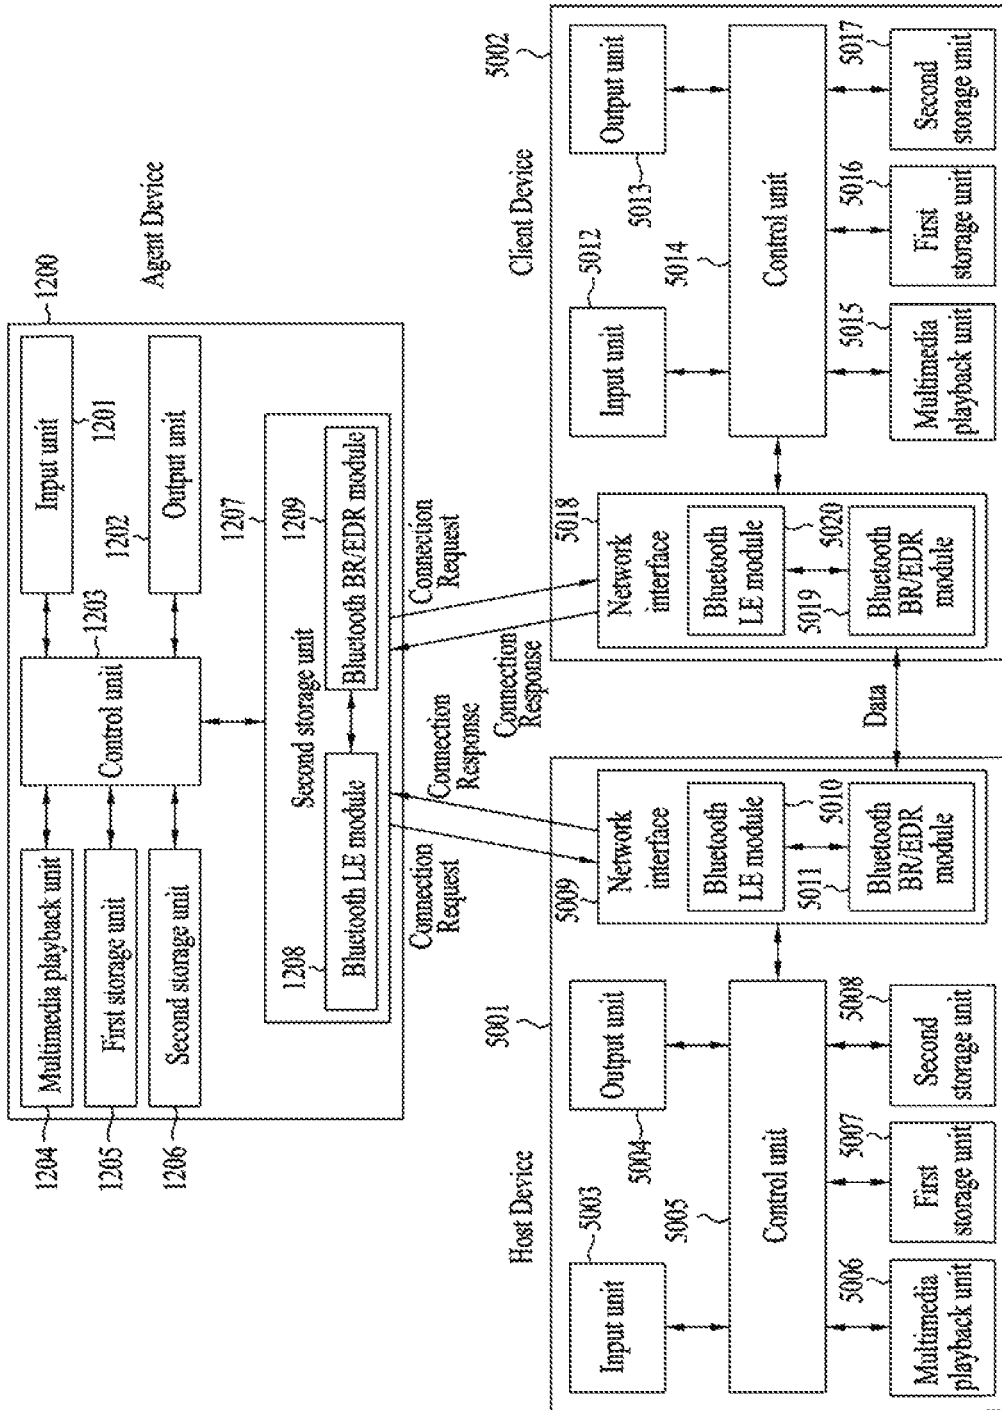 Agent Device
1200
1204
Multimedia playback unit
1205
First storage unit
1206
Second storage unit
Control unit
1203
Input unit
1201
1202
Output unit
1207
Second storage unit
1208
Bluetooth LE module
1209
Bluetooth BR/EDR module
Connection
Request
Connection
Response
Connection
Response
Connection
Request
Host Device
5001
5003
Input unit
5004
Output unit
5005
Control unit
5006
Multimedia
playback unit
5007
First
storage unit
5008
Second
storage unit
5009
Network
interface
Bluetooth
LE module
5010
5011
Bluetooth
BR/EDR
module
Data
Client Device
5002
5018
Network
interface
Bluetooth
LE module
5020
5019
Bluetooth
BR/EDR
module
5012
Input unit
5013
Output unit
5014
Control unit
5015
Multimedia
playback unit
5016
First
storage unit
5017
Second
storage unit